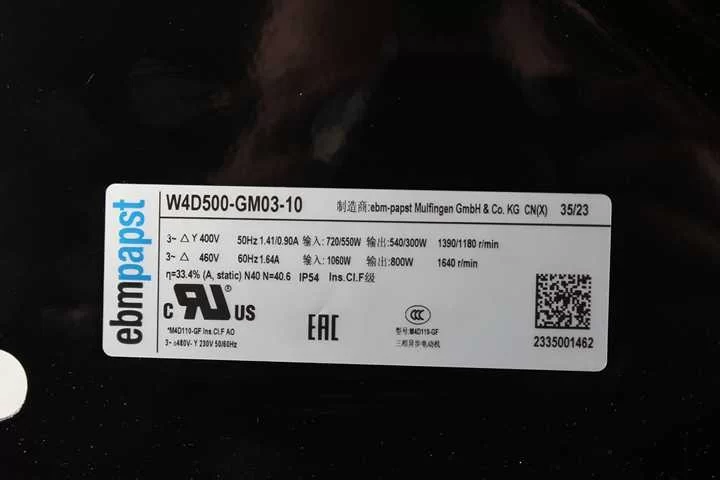 ebmpapst
W4D500-GM03-10 制造商:ebm-papst Mulfingen GmbH & Co. KG CN(X) 35/23
3~ △ Y 400V 50Hz 1.41/0.90A 输入: 720/550W 输出: 540/300W 1390/1180 r/min
3~ △ 460V 60Hz 1.64A 输入: 1060W 输出: 800W 1640 r/min
η=33.4% (A, static) N40 N=40.6 IP54 Ins.Cl.F级
c RU ® US
EAC
CCC
*M4D110-GF Ins.Cl.F AO
3~ ≥480V- Y 230V 50/60Hz
型号: M4D110-GF
三相异步电动机
2335001462